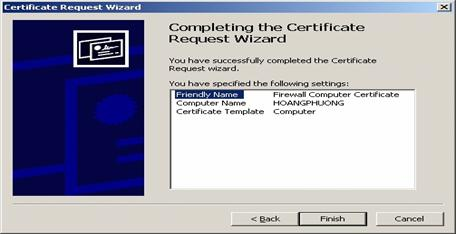 Certificate Request Wizard
Completing the Certificate
Request Wizard
You have successfully completed the Certificate
Request wizard.
You have specified the following settings:
Friendly Name Firewall Computer Certificate
Computer Name HOANGPHUONG
Certificate Template Computer
< Back Finish Cancel